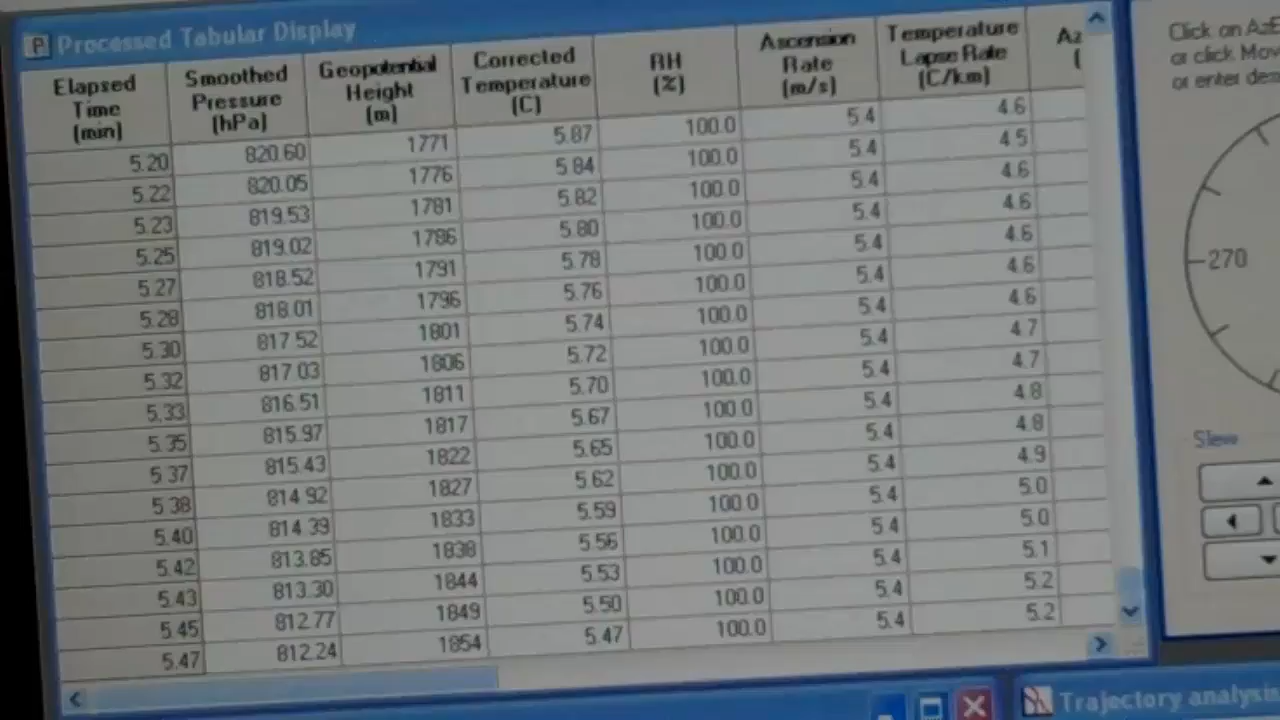 Processed Tabular Display
Elapsed Time (min) Smoothed Pressure (hPa) Geopotential Height (m) Corrected Temperature (C) RH (%) Ascension Rate (m/s) Temperature Lapse Rate (C/km) Az (
5.20 820.60 1771 5.87 100.0 5.4 4.6
5.22 820.05 1776 5.84 100.0 5.4 4.5
5.23 819.53 1781 5.82 100.0 5.4 4.6
5.25 819.02 1786 5.80 100.0 5.4 4.6
5.27 818.52 1791 5.78 100.0 5.4 4.6
5.28 818.01 1796 5.76 100.0 5.4 4.6
5.30 817.52 1801 5.74 100.0 5.4 4.6
5.32 817.03 1806 5.72 100.0 5.4 4.7
5.33 816.51 1811 5.70 100.0 5.4 4.7
5.35 815.97 1817 5.67 100.0 5.4 4.8
5.37 815.43 1822 5.65 100.0 5.4 4.8
5.38 814.92 1827 5.62 100.0 5.4 4.9
5.40 814.39 1833 5.59 100.0 5.4 5.0
5.42 813.85 1838 5.56 100.0 5.4 5.0
5.43 813.30 1844 5.53 100.0 5.4 5.1
5.45 812.77 1849 5.50 100.0 5.4 5.2
5.47 812.24 1854 5.47 100.0 5.4 5.2
Click on AzE
or click Mov
or enter des
270
Slew
Trajectory analysis